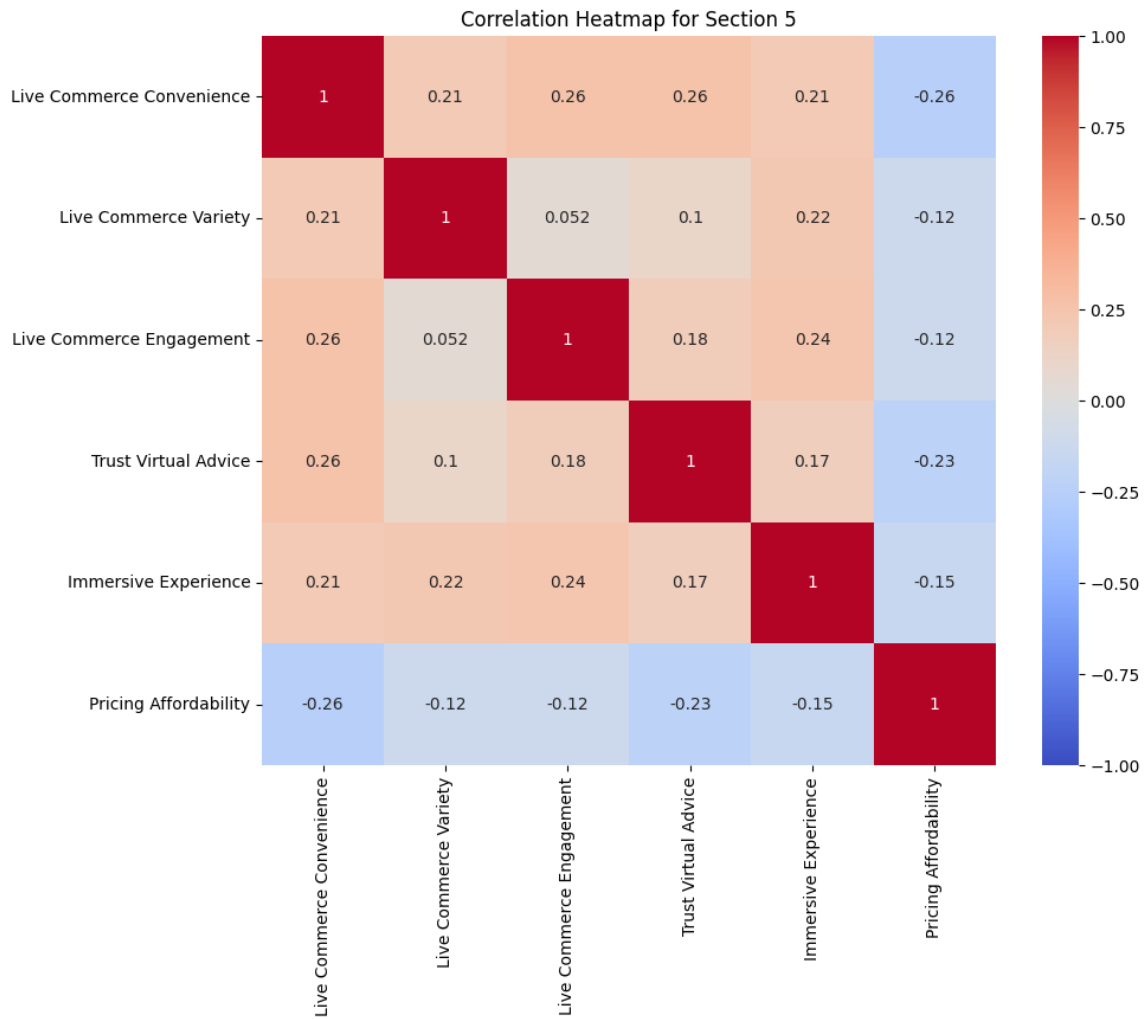 Correlation Heatmap for Section 5
Live Commerce Convenience 1 0.21 0.26 0.26 0.21 -0.26
Live Commerce Variety 0.21 1 0.052 0.1 0.22 -0.12
Live Commerce Engagement 0.26 0.052 1 0.18 0.24 -0.12
Trust Virtual Advice 0.26 0.1 0.18 1 0.17 -0.23
Immersive Experience 0.21 0.22 0.24 0.17 1 -0.15
Pricing Affordability -0.26 -0.12 -0.12 -0.23 -0.15 1
Live Commerce Convenience
Live Commerce Variety
Live Commerce Engagement
Trust Virtual Advice
Immersive Experience
Pricing Affordability
1.00
0.75
0.50
0.25
0.00
−0.25
−0.50
−0.75
−1.00